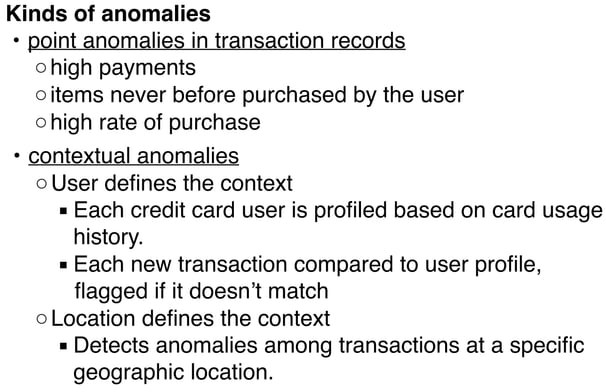 Kinds of anomalies
• point anomalies in transaction records
○ high payments
○ items never before purchased by the user
○ high rate of purchase
• contextual anomalies
○ User defines the context
▪ Each credit card user is profiled based on card usage
history.
▪ Each new transaction compared to user profile,
flagged if it doesn’t match
○ Location defines the context
▪ Detects anomalies among transactions at a specific
geographic location.